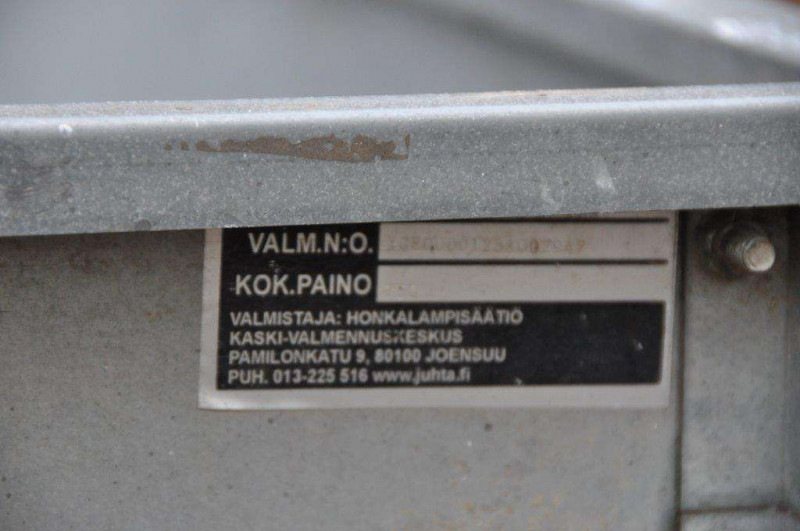 VALM.N:O.
KOK.PAINO
VALMISTAJA: HONKALAMPISÄÄTIÖ
KASKI-VALMENNUSKESKUS
PAMILONKATU 9, 80100 JOENSUU
PUH. 013-225 516 www.juhta.fi